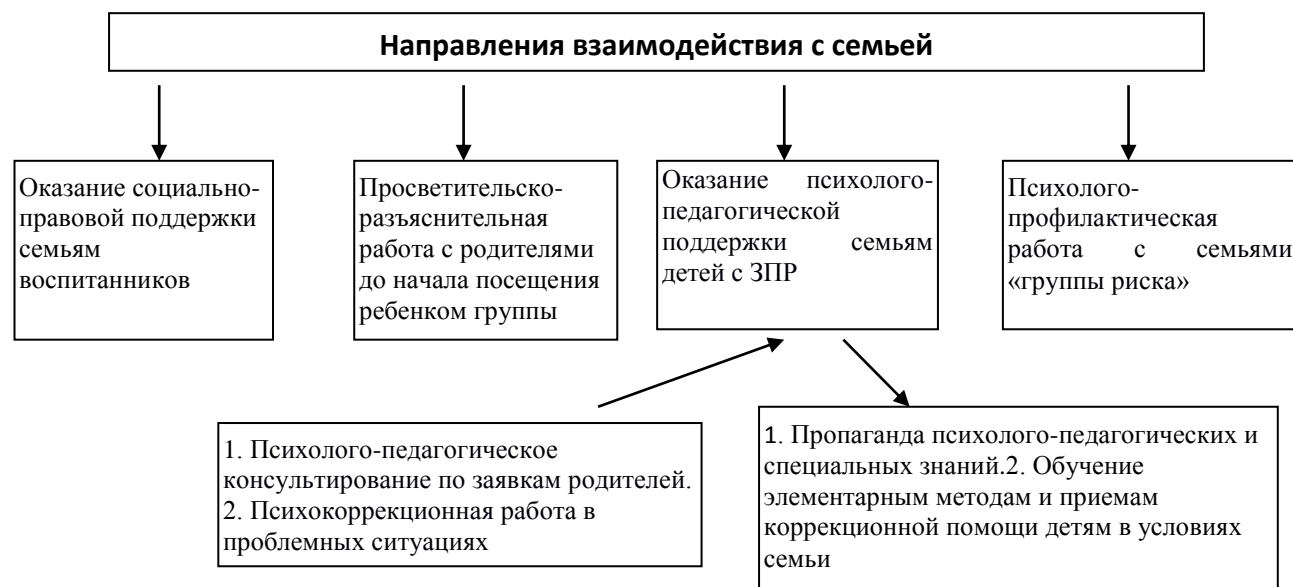 Направления взаимодействия с семьей
Оказание социально-
правовой поддержки
семьям
воспитанников
Просветительско-
разъяснительная
работа с родителями
до начала посещения
ребенком группы
Оказание психолого-
педагогической
поддержки семьям
детей с ЗПР
Психолого-
профилактическая
работа с семьями
«группы риска»
1. Психолого-педагогическое
консультирование по заявкам родителей.
2. Психокоррекционная работа в
проблемных ситуациях
1. Пропаганда психолого-педагогических и
специальных знаний.2. Обучение
элементарным методам и приемам
коррекционной помощи детям в условиях
семьи